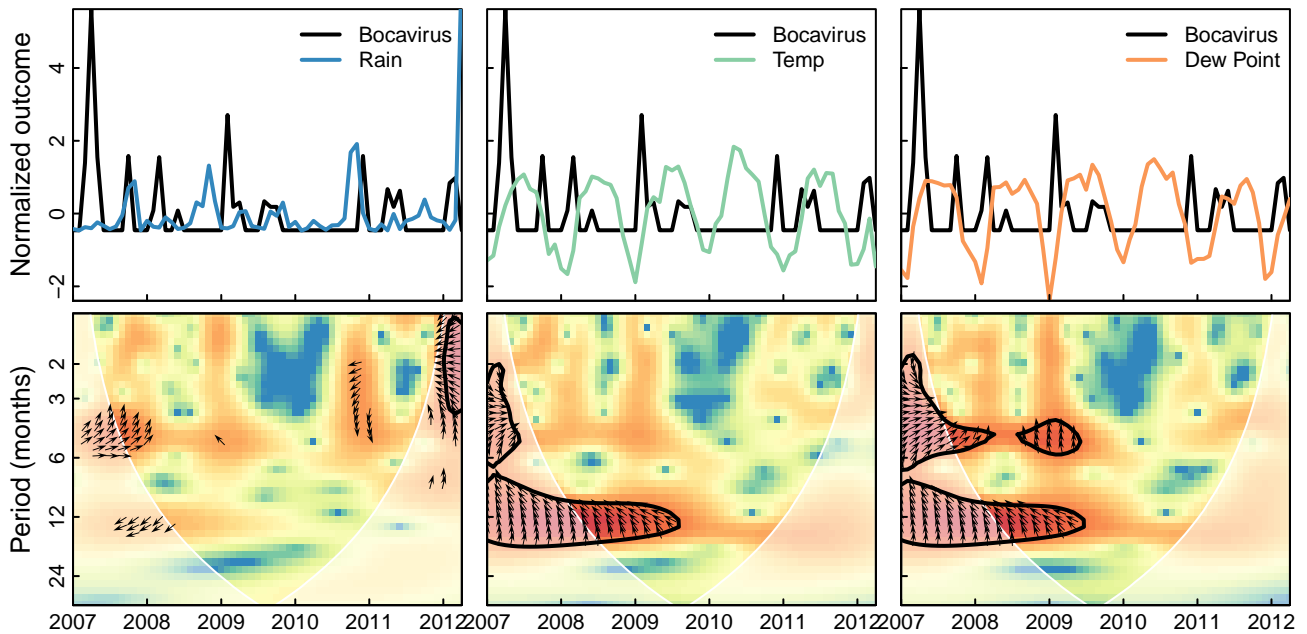 Normalized outcome
4
2
0
−2
Bocavirus
Rain
Bocavirus
Temp
Bocavirus
Dew Point
Period (months)
2
3
6
12
24
2007 2008 2009 2010 2011 2012
2007 2008 2009 2010 2011 2012
2007 2008 2009 2010 2011 2012